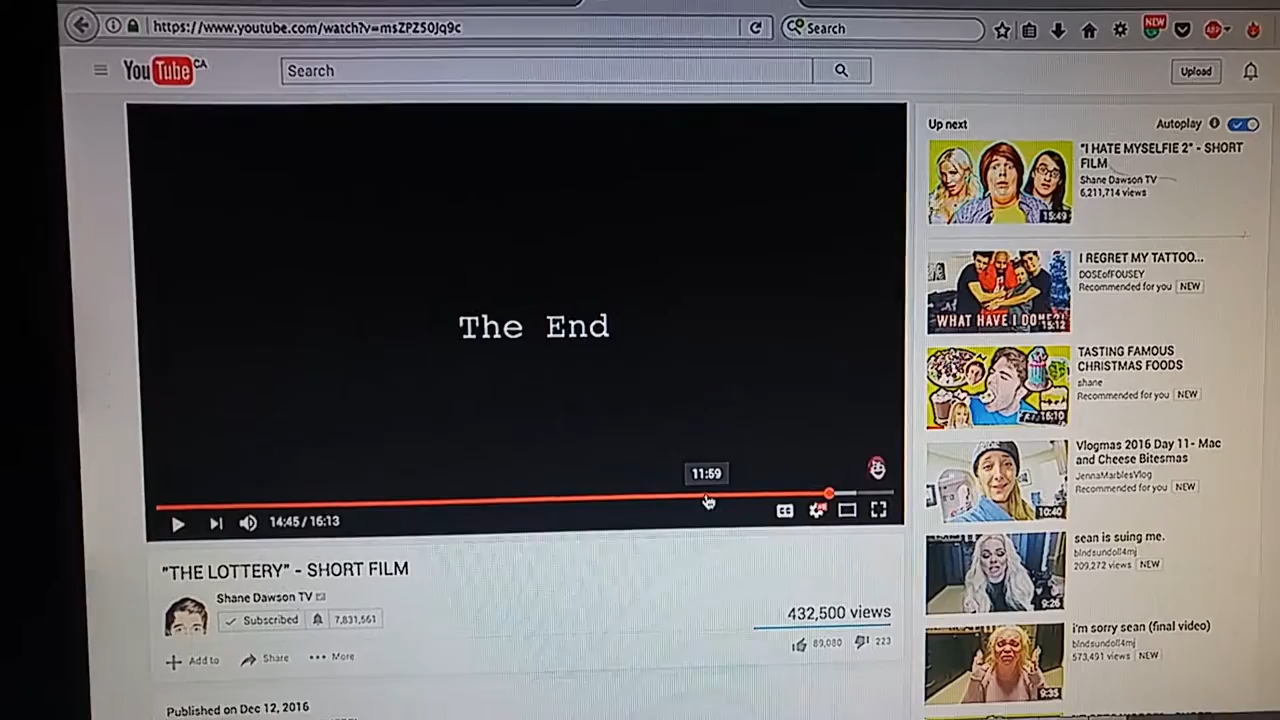 https://www.youtube.com/watch?v=msZPZS0Jq9c
Search
NEW
ABP
YouTube CA
Search
Upload
The End
11:59
14:45 / 16:13
"THE LOTTERY" - SHORT FILM
Shane Dawson TV
Subscribed 7,831,561
432,500 views
Add to Share More
89,080 223
Published on Dec 12, 2016
Up next
Autoplay
15:49
"I HATE MYSELFIE 2" - SHORT
FILM
Shane Dawson TV
6,211,714 views
WHAT HAVE I DONE?!
15:12
I REGRET MY TATTOO...
DOSEofFOUSEY
Recommended for you NEW
16:10
TASTING FAMOUS
CHRISTMAS FOODS
shane
Recommended for you NEW
10:40
Vlogmas 2016 Day 11- Mac
and Cheese Bitesmas
JennaMarblesVlog
Recommended for you NEW
9:26
sean is suing me.
blndsundoll4mj
209,272 views NEW
9:35
i'm sorry sean (final video)
blndsundoll4mj
573,491 views NEW